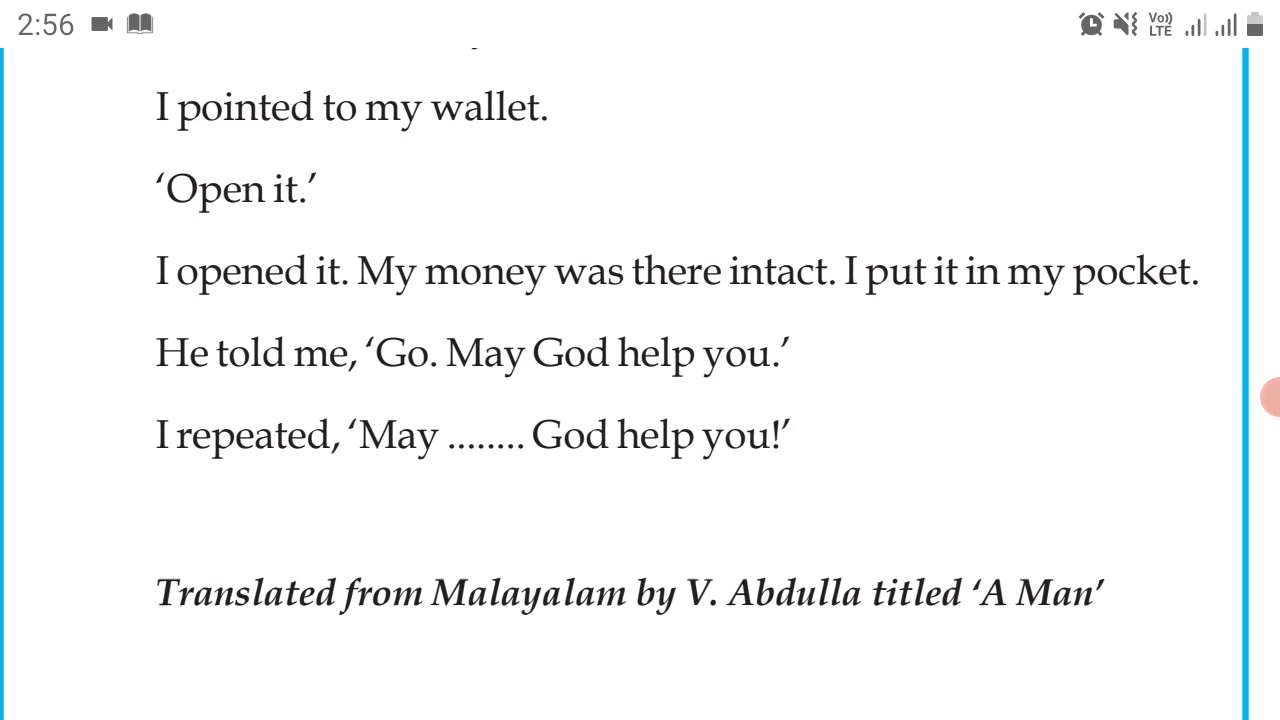 2:56 Vo)) LTE
I pointed to my wallet.
‘Open it.’
I opened it. My money was there intact. I put it in my pocket.
He told me, ‘Go. May God help you.’
I repeated, ‘May ........ God help you!’
Translated from Malayalam by V. Abdulla titled ‘A Man’